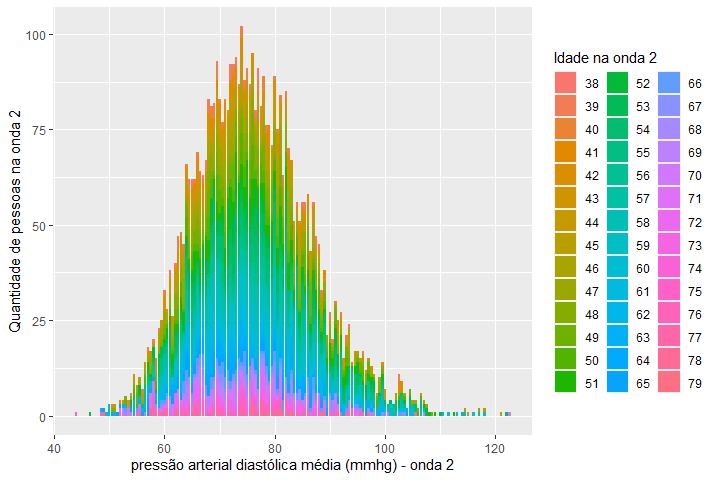 Quantidade de pessoas na onda 2
100
75
50
25
0
40 60 80 100 120
pressão arterial diastólica média (mmhg) - onda 2
Idade na onda 2
38 52 66
39 53 67
40 54 68
41 55 69
42 56 70
43 57 71
44 58 72
45 59 73
46 60 74
47 61 75
48 62 76
49 63 77
50 64 78
51 65 79